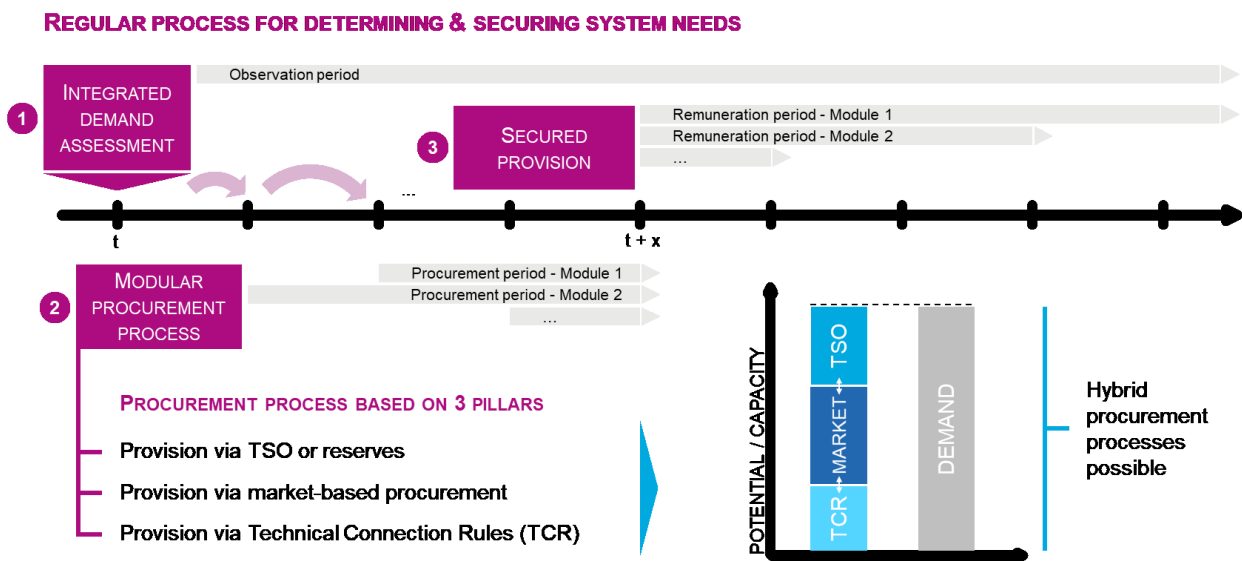 REGULAR PROCESS FOR DETERMINING & SECURING SYSTEM NEEDS
1
INTEGRATED
DEMAND
ASSESSMENT
Observation period
3
SECURED
PROVISION
Remuneration period - Module 1
Remuneration period - Module 2
...
...
t
t + x
2
MODULAR
PROCUREMENT
PROCESS
Procurement period - Module 1
Procurement period - Module 2
...
PROCUREMENT PROCESS BASED ON 3 PILLARS
Provision via TSO or reserves
Provision via market-based procurement
Provision via Technical Connection Rules (TCR)
POTENTIAL / CAPACITY
TSO
MARKET
TCR
DEMAND
Hybrid
procurement
processes
possible